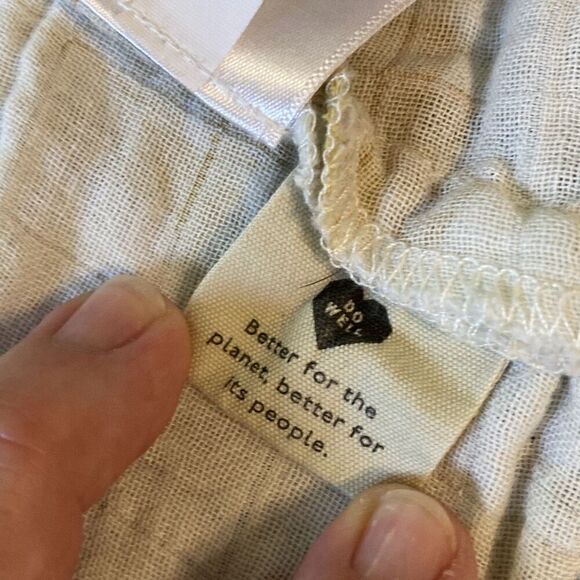 DO
WELL
Better for the
planet, better for
its people.